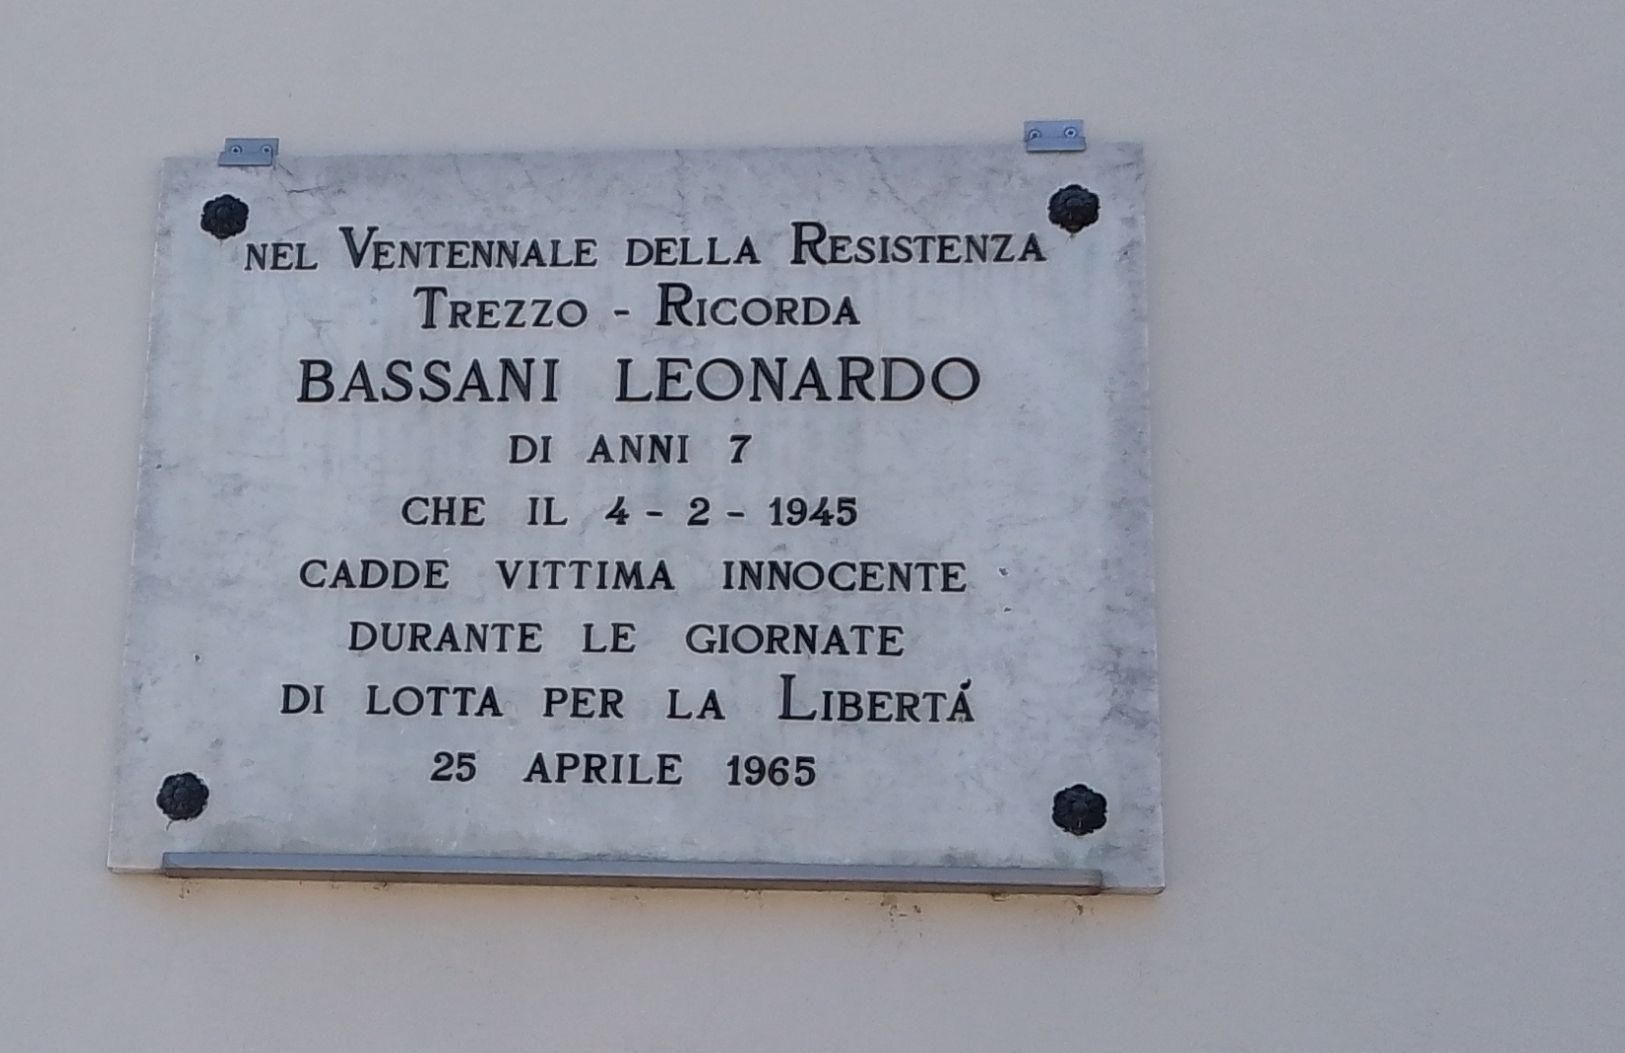 NEL VENTENNALE DELLA RESISTENZA
TREZZO - RICORDA
BASSANI LEONARDO
DI ANNI 7
CHE IL 4 - 2 - 1945
CADDE VITTIMA INNOCENTE
DURANTE LE GIORNATE
DI LOTTA PER LA LIBERTÁ
25 APRILE 1965